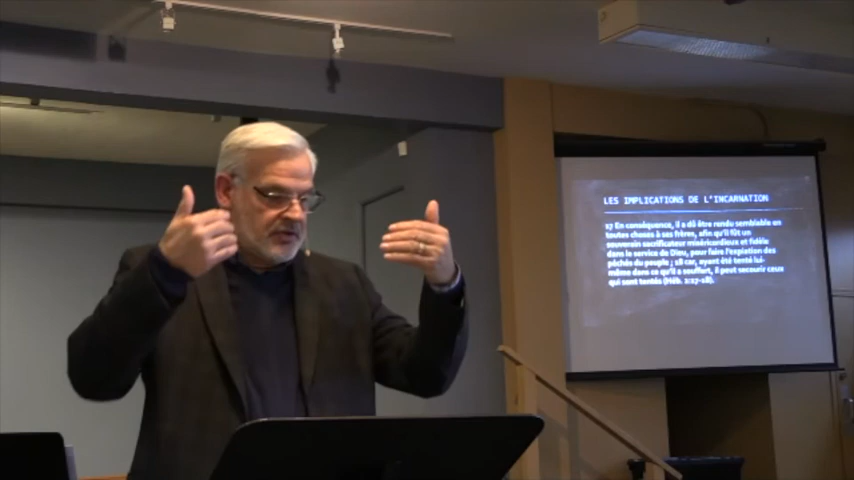 LES IMPLICATIONS DE L'INCARNATION
17 En conséquence, il a dû être rendu semblable en
toutes choses à ses frères, afin qu'il fût un
souverain sacrificateur miséricordieux et fidèle
dans le service de Dieu, pour faire l'expiation des
péchés du peuple ; 18 car, ayant été tenté lui-
même dans ce qu'il a souffert, il peut secourir ceux
qui sont tentés (Héb. 2:17-18).